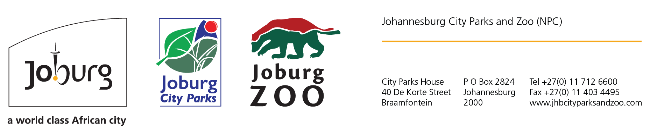 Joburg
a world class African city
Joburg
City Parks
Joburg
ZOO
Johannesburg City Parks and Zoo (NPC)
City Parks House
40 De Korte Street
Braamfontein
P O Box 2824
Johannesburg
2000
Tel +27(0) 11 712 6600
Fax +27(0) 11 403 4495
www.jhbcityparksandzoo.com